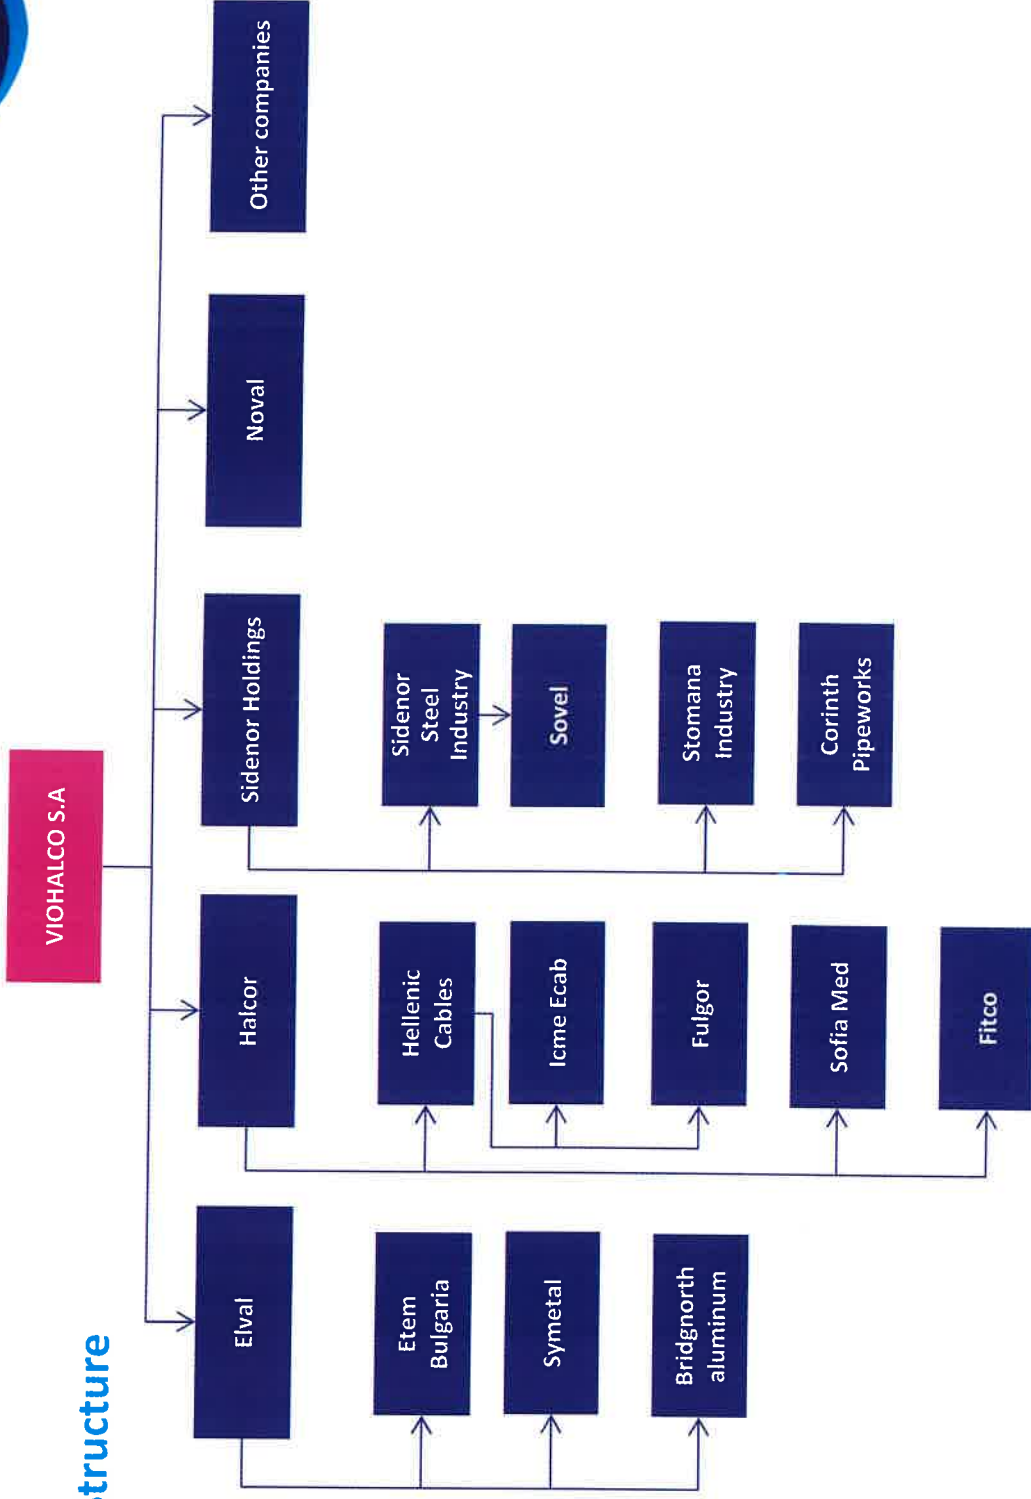 tructure
VIOHALCO S.A
Elval
Halcor
Sidenor Holdings
Noval
Other companies
Etem
Bulgaria
Symetal
Bridgnorth
aluminum
Hellenic
Cables
Icme Ecab
Fulgor
Sofia Med
Fitco
Sidenor
Steel
Industry
Sovel
Stomana
Industry
Corinth
Pipeworks